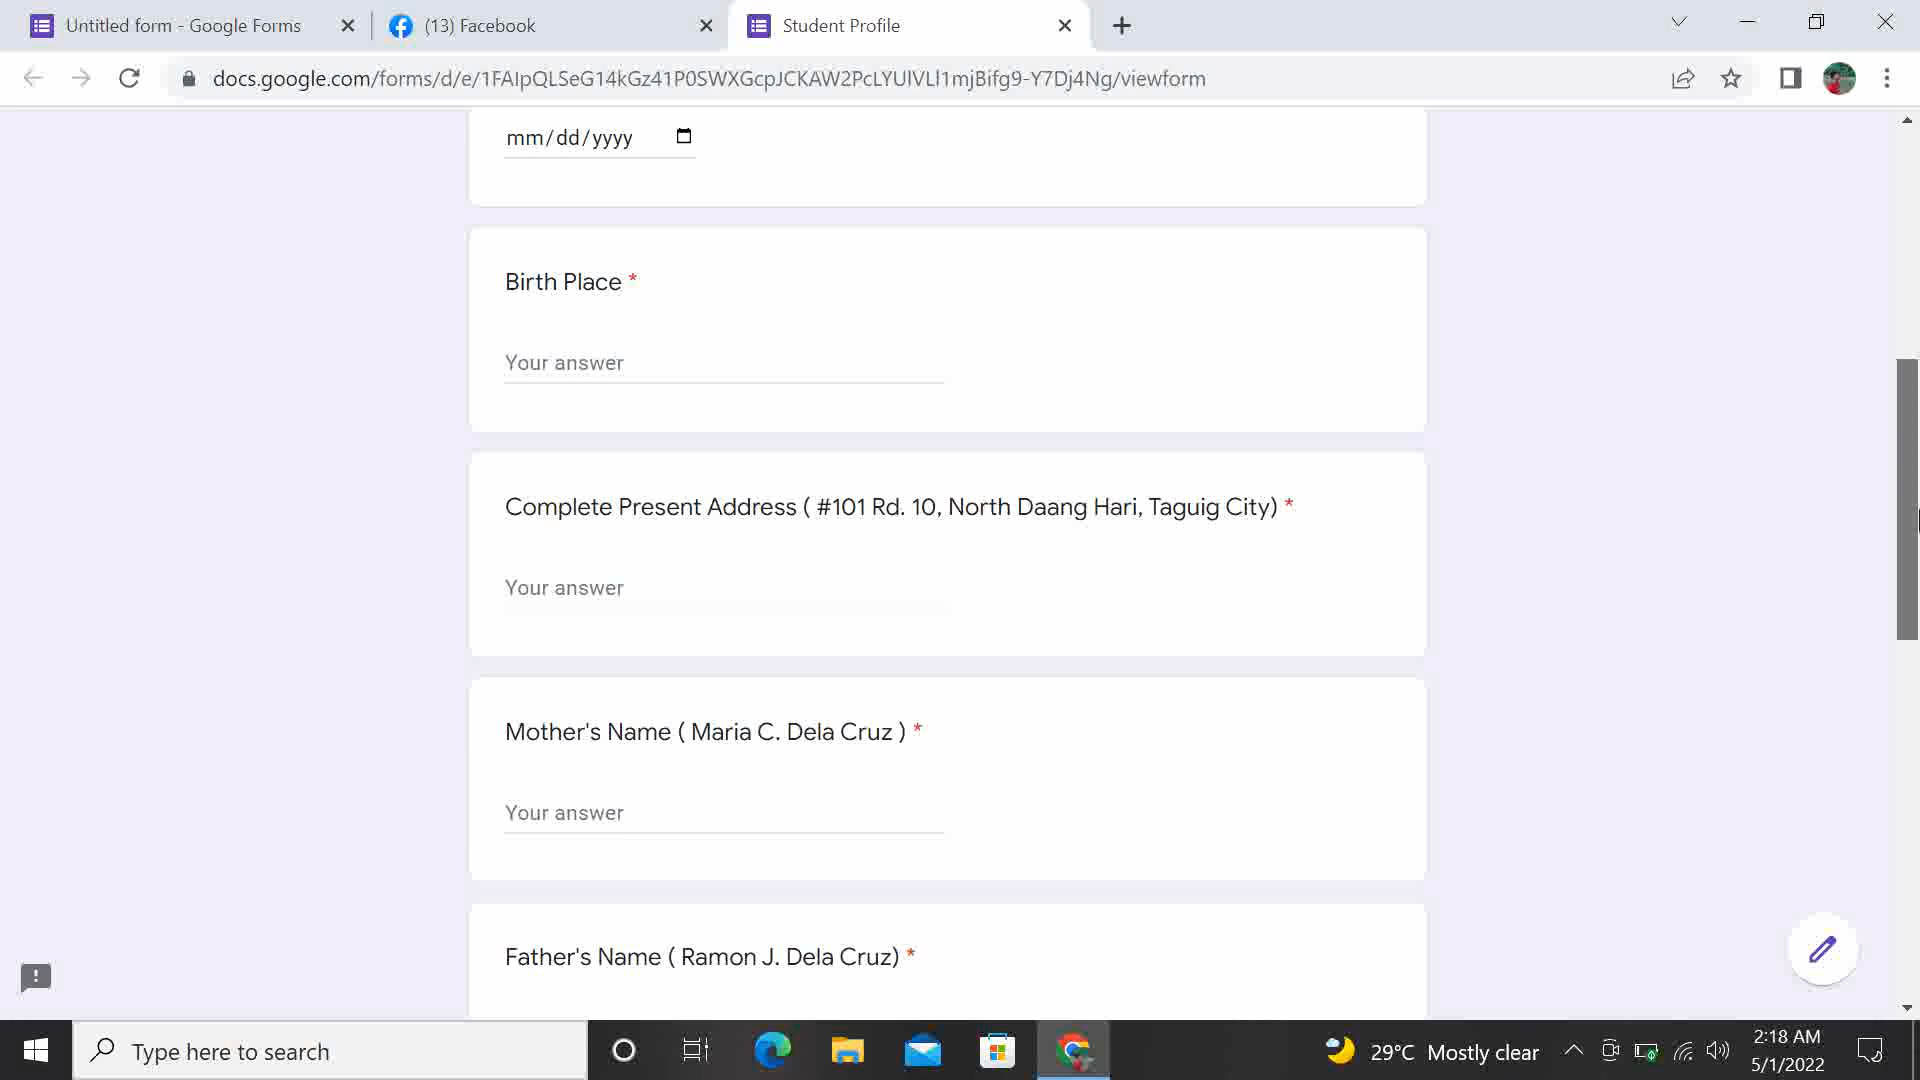 Untitled form - Google Forms
(13) Facebook
Student Profile
docs.google.com/forms/d/e/1FAIpQLSeG14kGz41P0SWXGcpJCKAW2PcLYUlVLl1mjBifg9-Y7Dj4Ng/viewform
mm/dd/yyyy
Birth Place *
Your answer
Complete Present Address ( #101 Rd. 10, North Daang Hari, Taguig City) *
Your answer
Mother's Name ( Maria C. Dela Cruz ) *
Your answer
Father's Name ( Ramon J. Dela Cruz) *
Type here to search
29°C Mostly clear
2:18 AM
5/1/2022